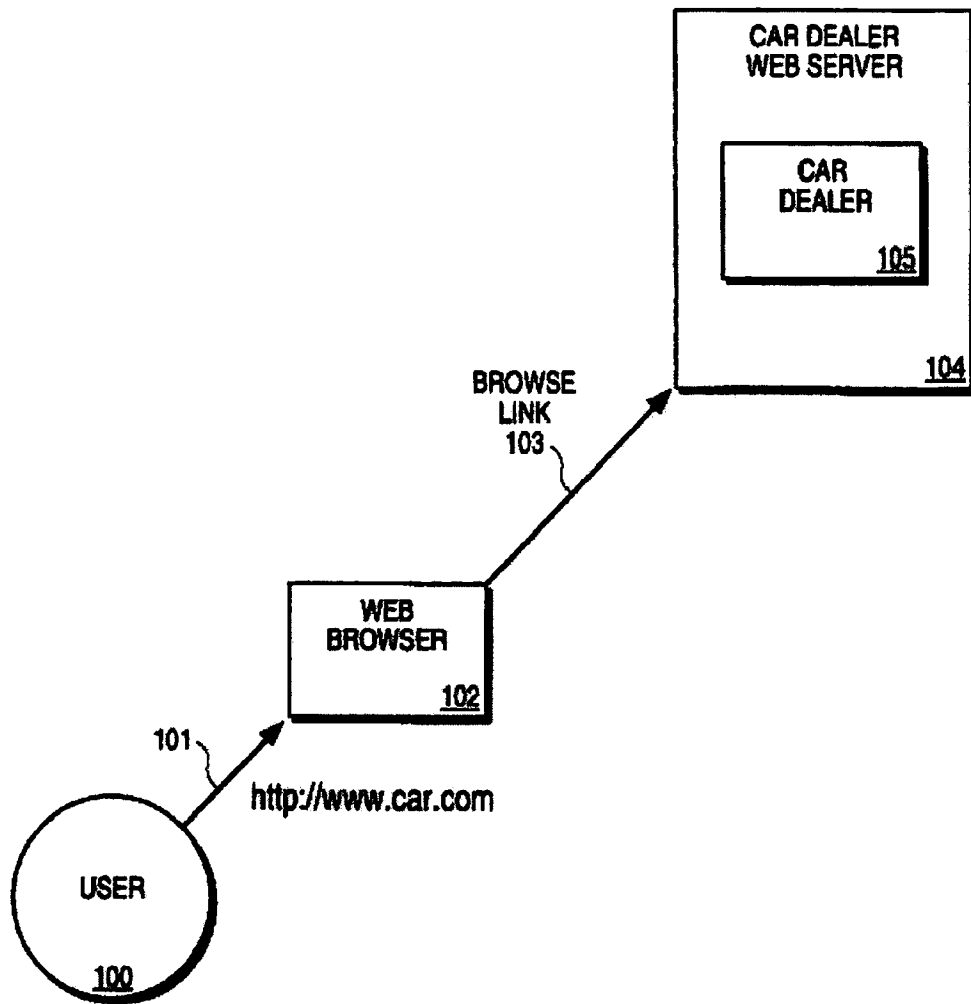 CAR DEALER
WEB SERVER
CAR
DEALER
105
104
BROWSE
LINK
103
WEB
BROWSER
102
101
http://www.car.com
USER
100